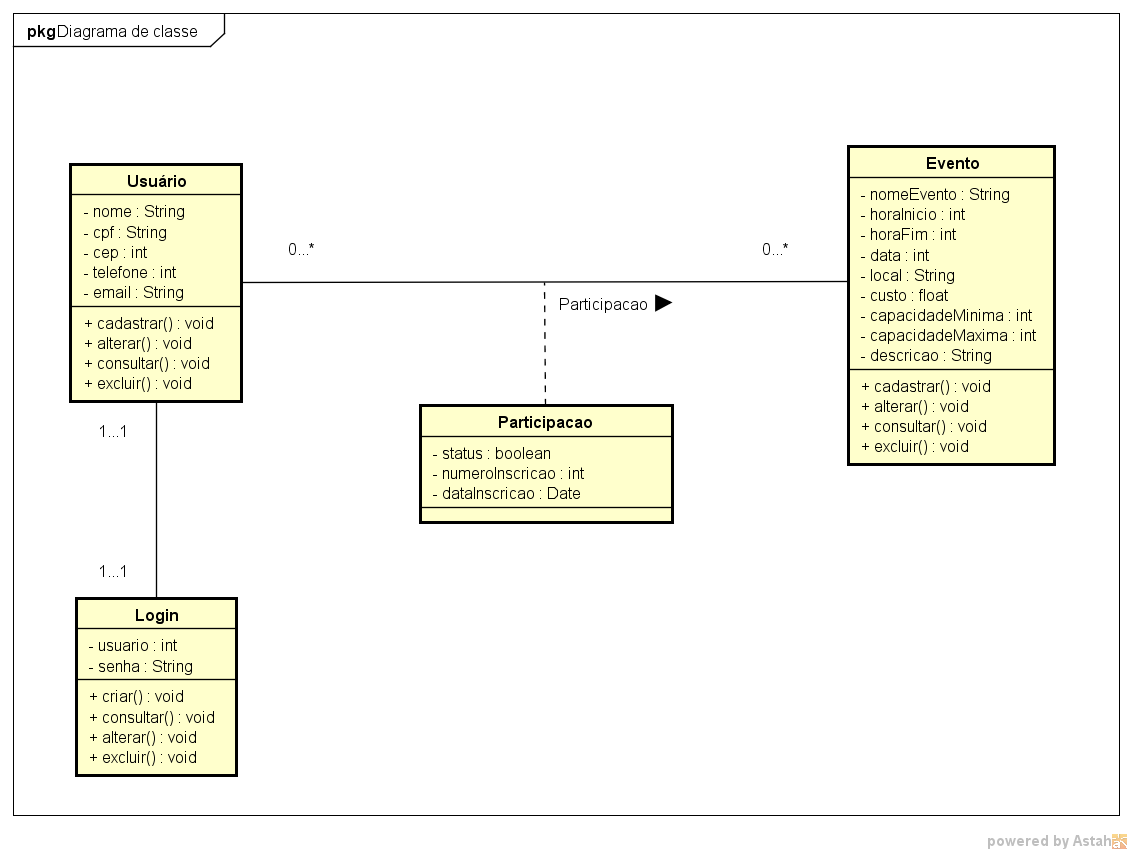 pkg Diagrama de classe
Usuário
- nome : String
- cpf : String
- cep : int
- telefone : int
- email : String
+ cadastrar() : void
+ alterar() : void
+ consultar() : void
+ excluir() : void
0...*
0...*
Participacao ▶
Evento
- nomeEvento : String
- horaInicio : int
- horaFim : int
- data : int
- local : String
- custo : float
- capacidadeMinima : int
- capacidadeMaxima : int
- descricao : String
+ cadastrar() : void
+ alterar() : void
+ consultar() : void
+ excluir() : void
Participacao
- status : boolean
- numeroInscricao : int
- dataInscricao : Date
1...1
1...1
Login
- usuario : int
- senha : String
+ criar() : void
+ consultar() : void
+ alterar() : void
+ excluir() : void
powered by Astah